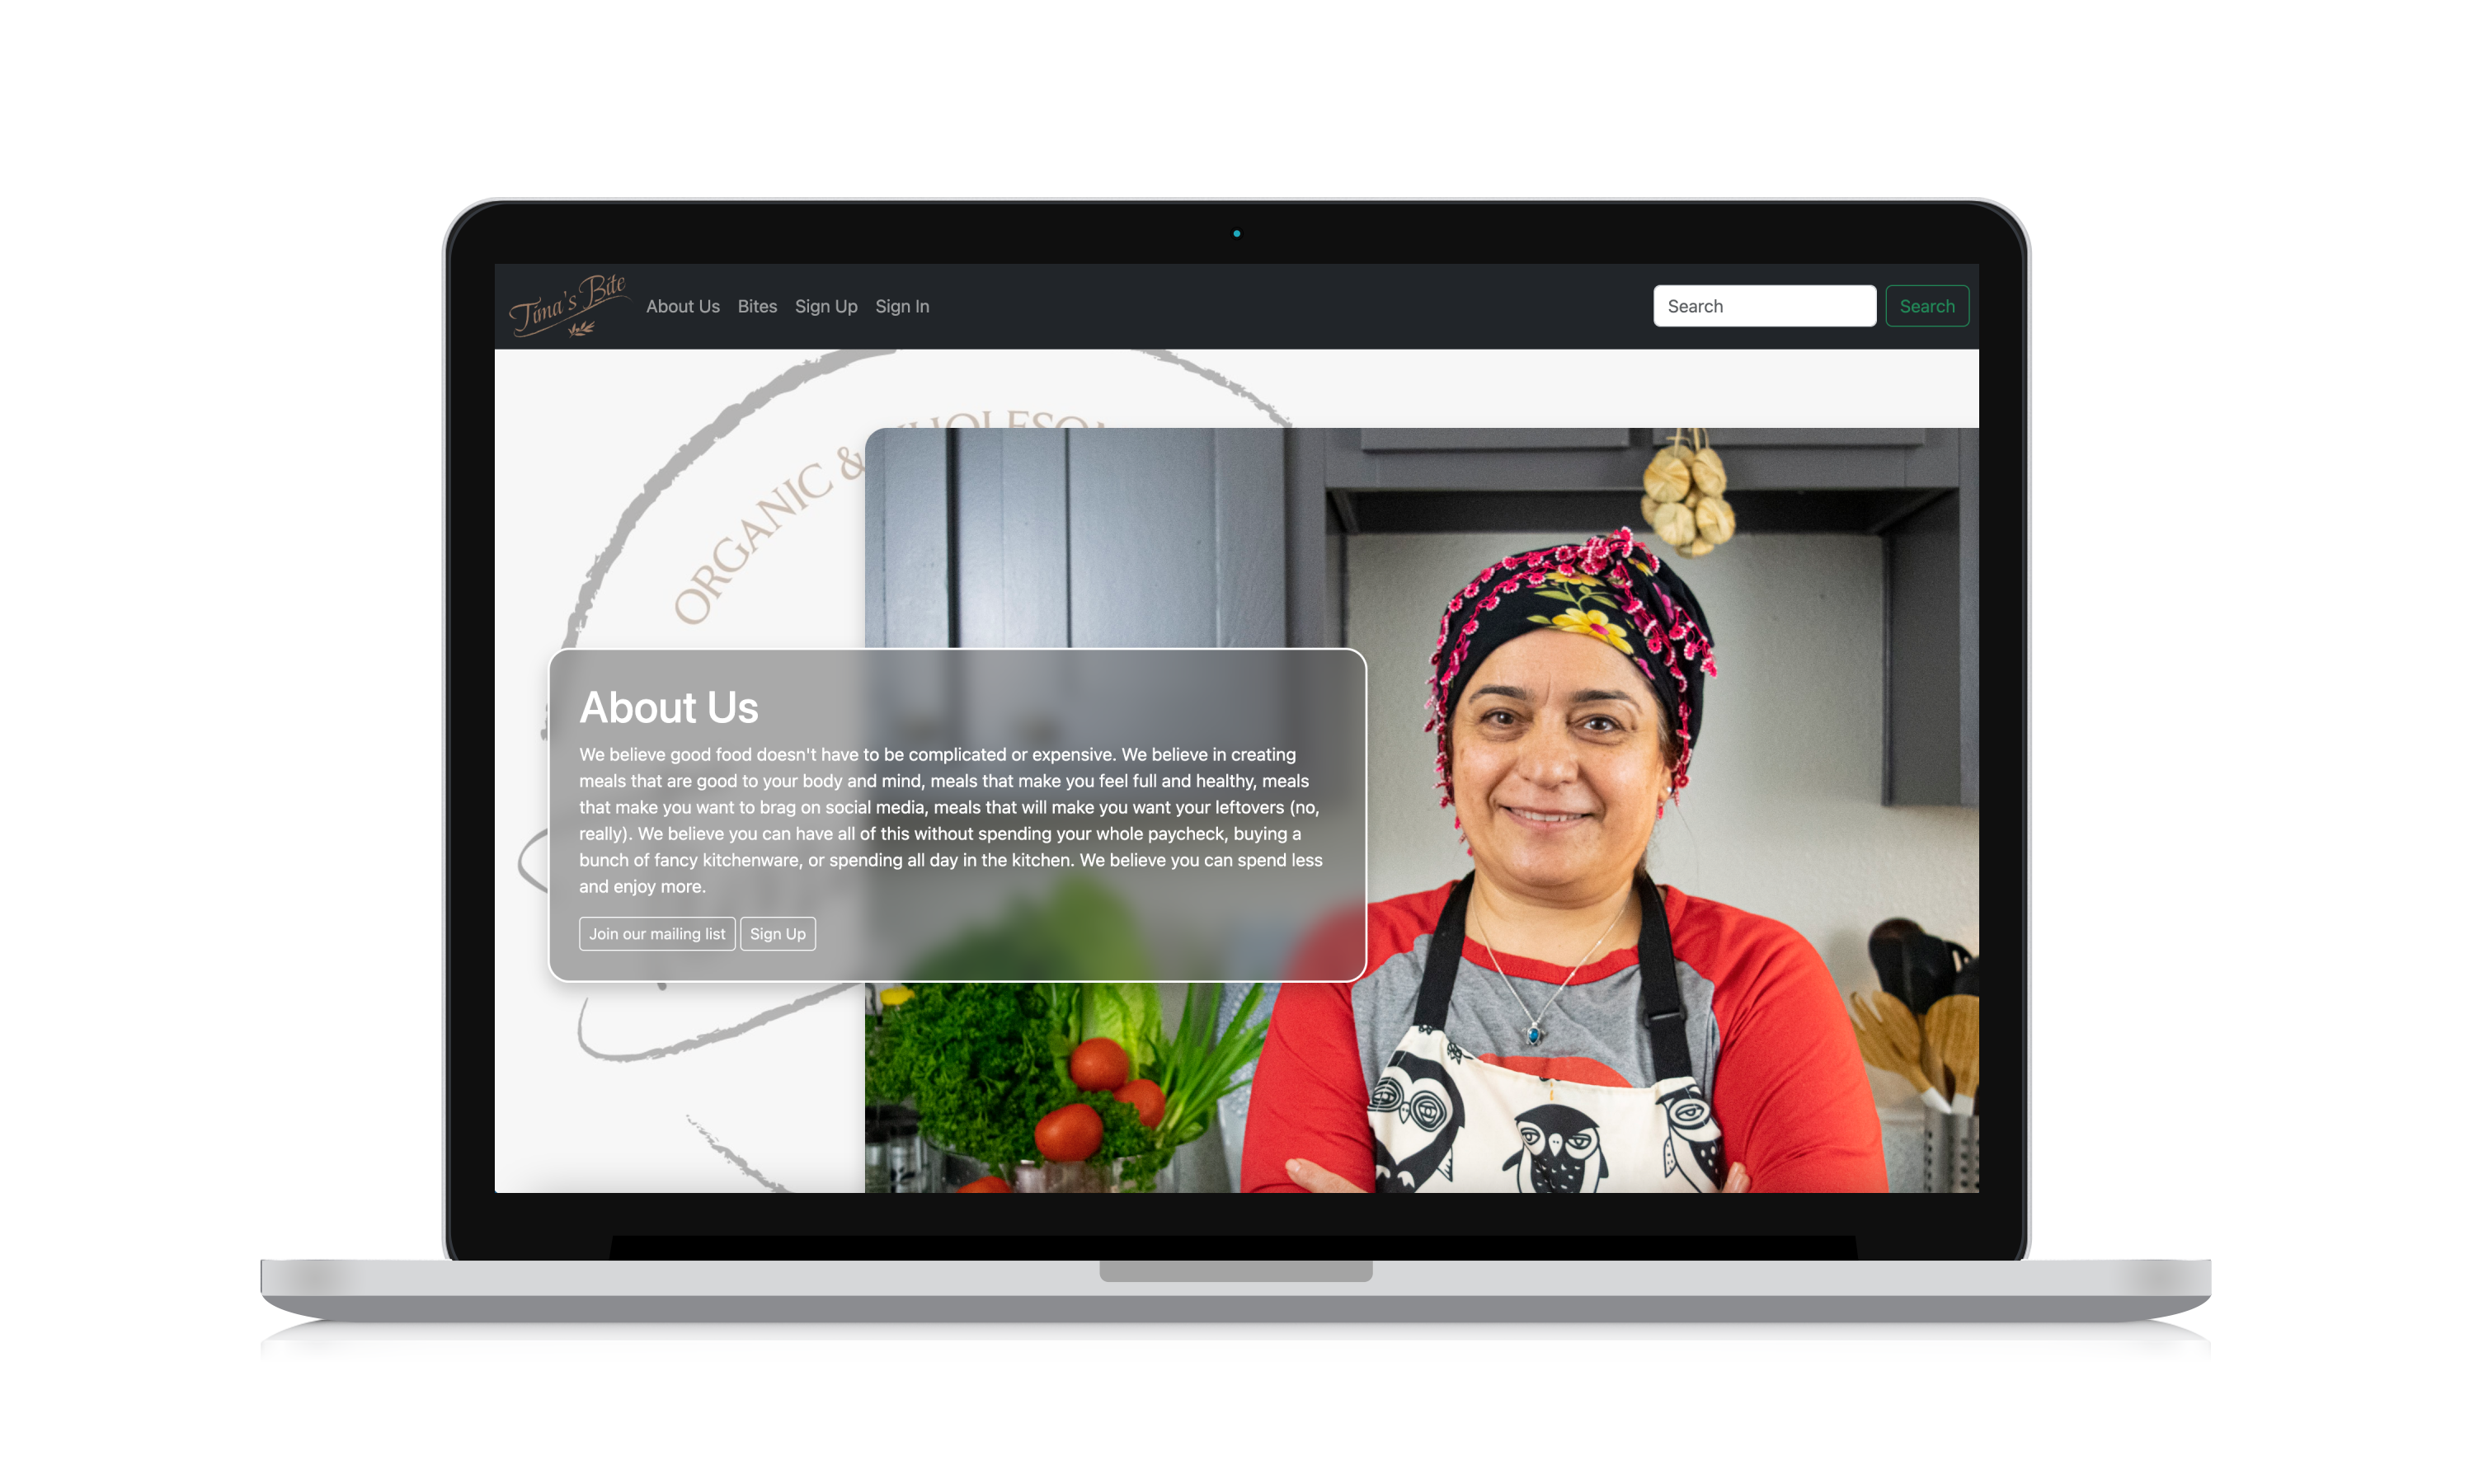 Tima's Bite
About Us
Bites
Sign Up
Sign In
Search
Search
ORGANIC &
About Us
We believe good food doesn't have to be complicated or expensive. We believe in creating
meals that are good to your body and mind, meals that make you feel full and healthy, meals
that make you want to brag on social media, meals that will make you want your leftovers (no,
really). We believe you can have all of this without spending your whole paycheck, buying a
bunch of fancy kitchenware, or spending all day in the kitchen. We believe you can spend less
and enjoy more.
Join our mailing list
Sign Up